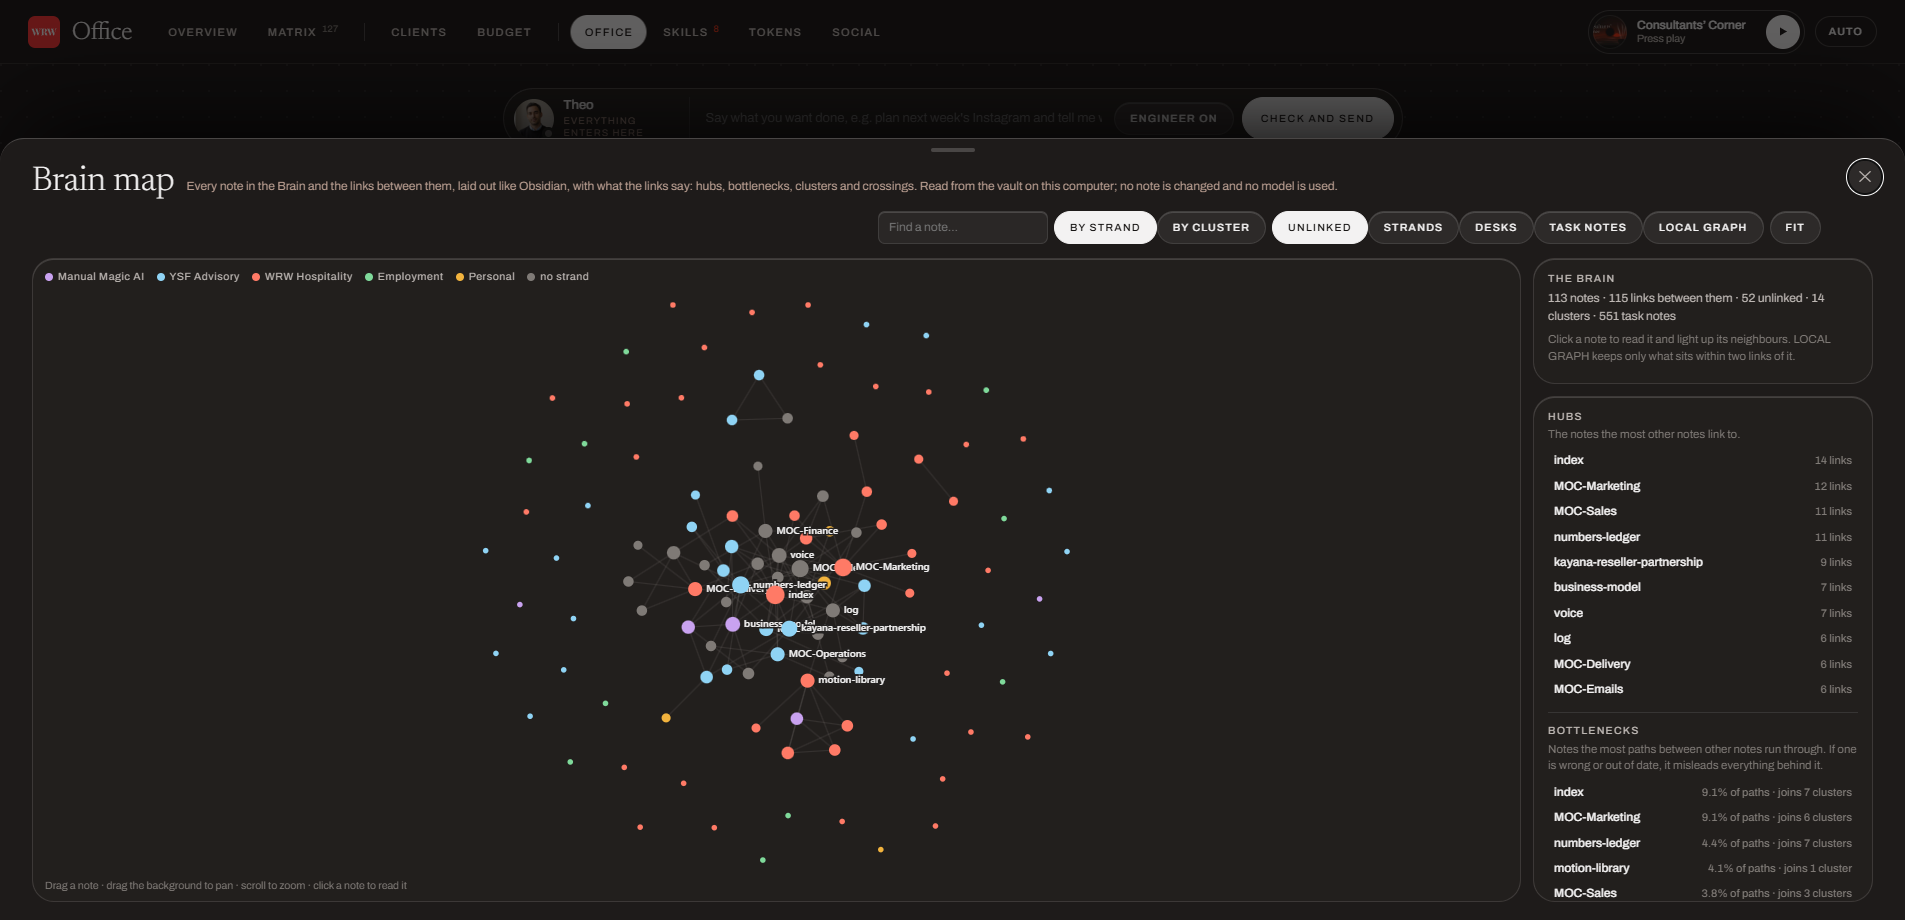 WRW Office OVERVIEW MATRIX 127 CLIENTS BUDGET OFFICE SKILLS 8 TOKENS SOCIAL
Consultants' Corner
Press play
AUTO
Theo
EVERYTHING
ENTERS HERE
Say what you want done, e.g. plan next week's Instagram and tell me
ENGINEER ON
CHECK AND SEND
Brain map
Every note in the Brain and the links between them, laid out like Obsidian, with what the links say: hubs, bottlenecks, clusters and crossings. Read from the vault on this computer; no note is changed and no model is used.
Find a note...
BY STRAND BY CLUSTER UNLINKED STRANDS DESKS TASK NOTES LOCAL GRAPH FIT
Manual Magic AI YSF Advisory WRW Hospitality Employment Personal no strand
MOC-Finance
voice
MOC-Marketing
numbers-ledger
index
log
kayana-reseller-partnership
MOC-Operations
motion-library
Drag a note · drag the background to pan · scroll to zoom · click a note to read it
THE BRAIN
113 notes · 115 links between them · 52 unlinked · 14
clusters · 551 task notes
Click a note to read it and light up its neighbours. LOCAL
GRAPH keeps only what sits within two links of it.
HUBS
The notes the most other notes link to.
index 14 links
MOC-Marketing 12 links
MOC-Sales 11 links
numbers-ledger 11 links
kayana-reseller-partnership 9 links
business-model 7 links
voice 7 links
log 6 links
MOC-Delivery 6 links
MOC-Emails 6 links
BOTTLENECKS
Notes the most paths between other notes run through. If one
is wrong or out of date, it misleads everything behind it.
index 9.1% of paths · joins 7 clusters
MOC-Marketing 9.1% of paths · joins 6 clusters
numbers-ledger 4.4% of paths · joins 7 clusters
motion-library 4.1% of paths · joins 1 cluster
MOC-Sales 3.8% of paths · joins 3 clusters